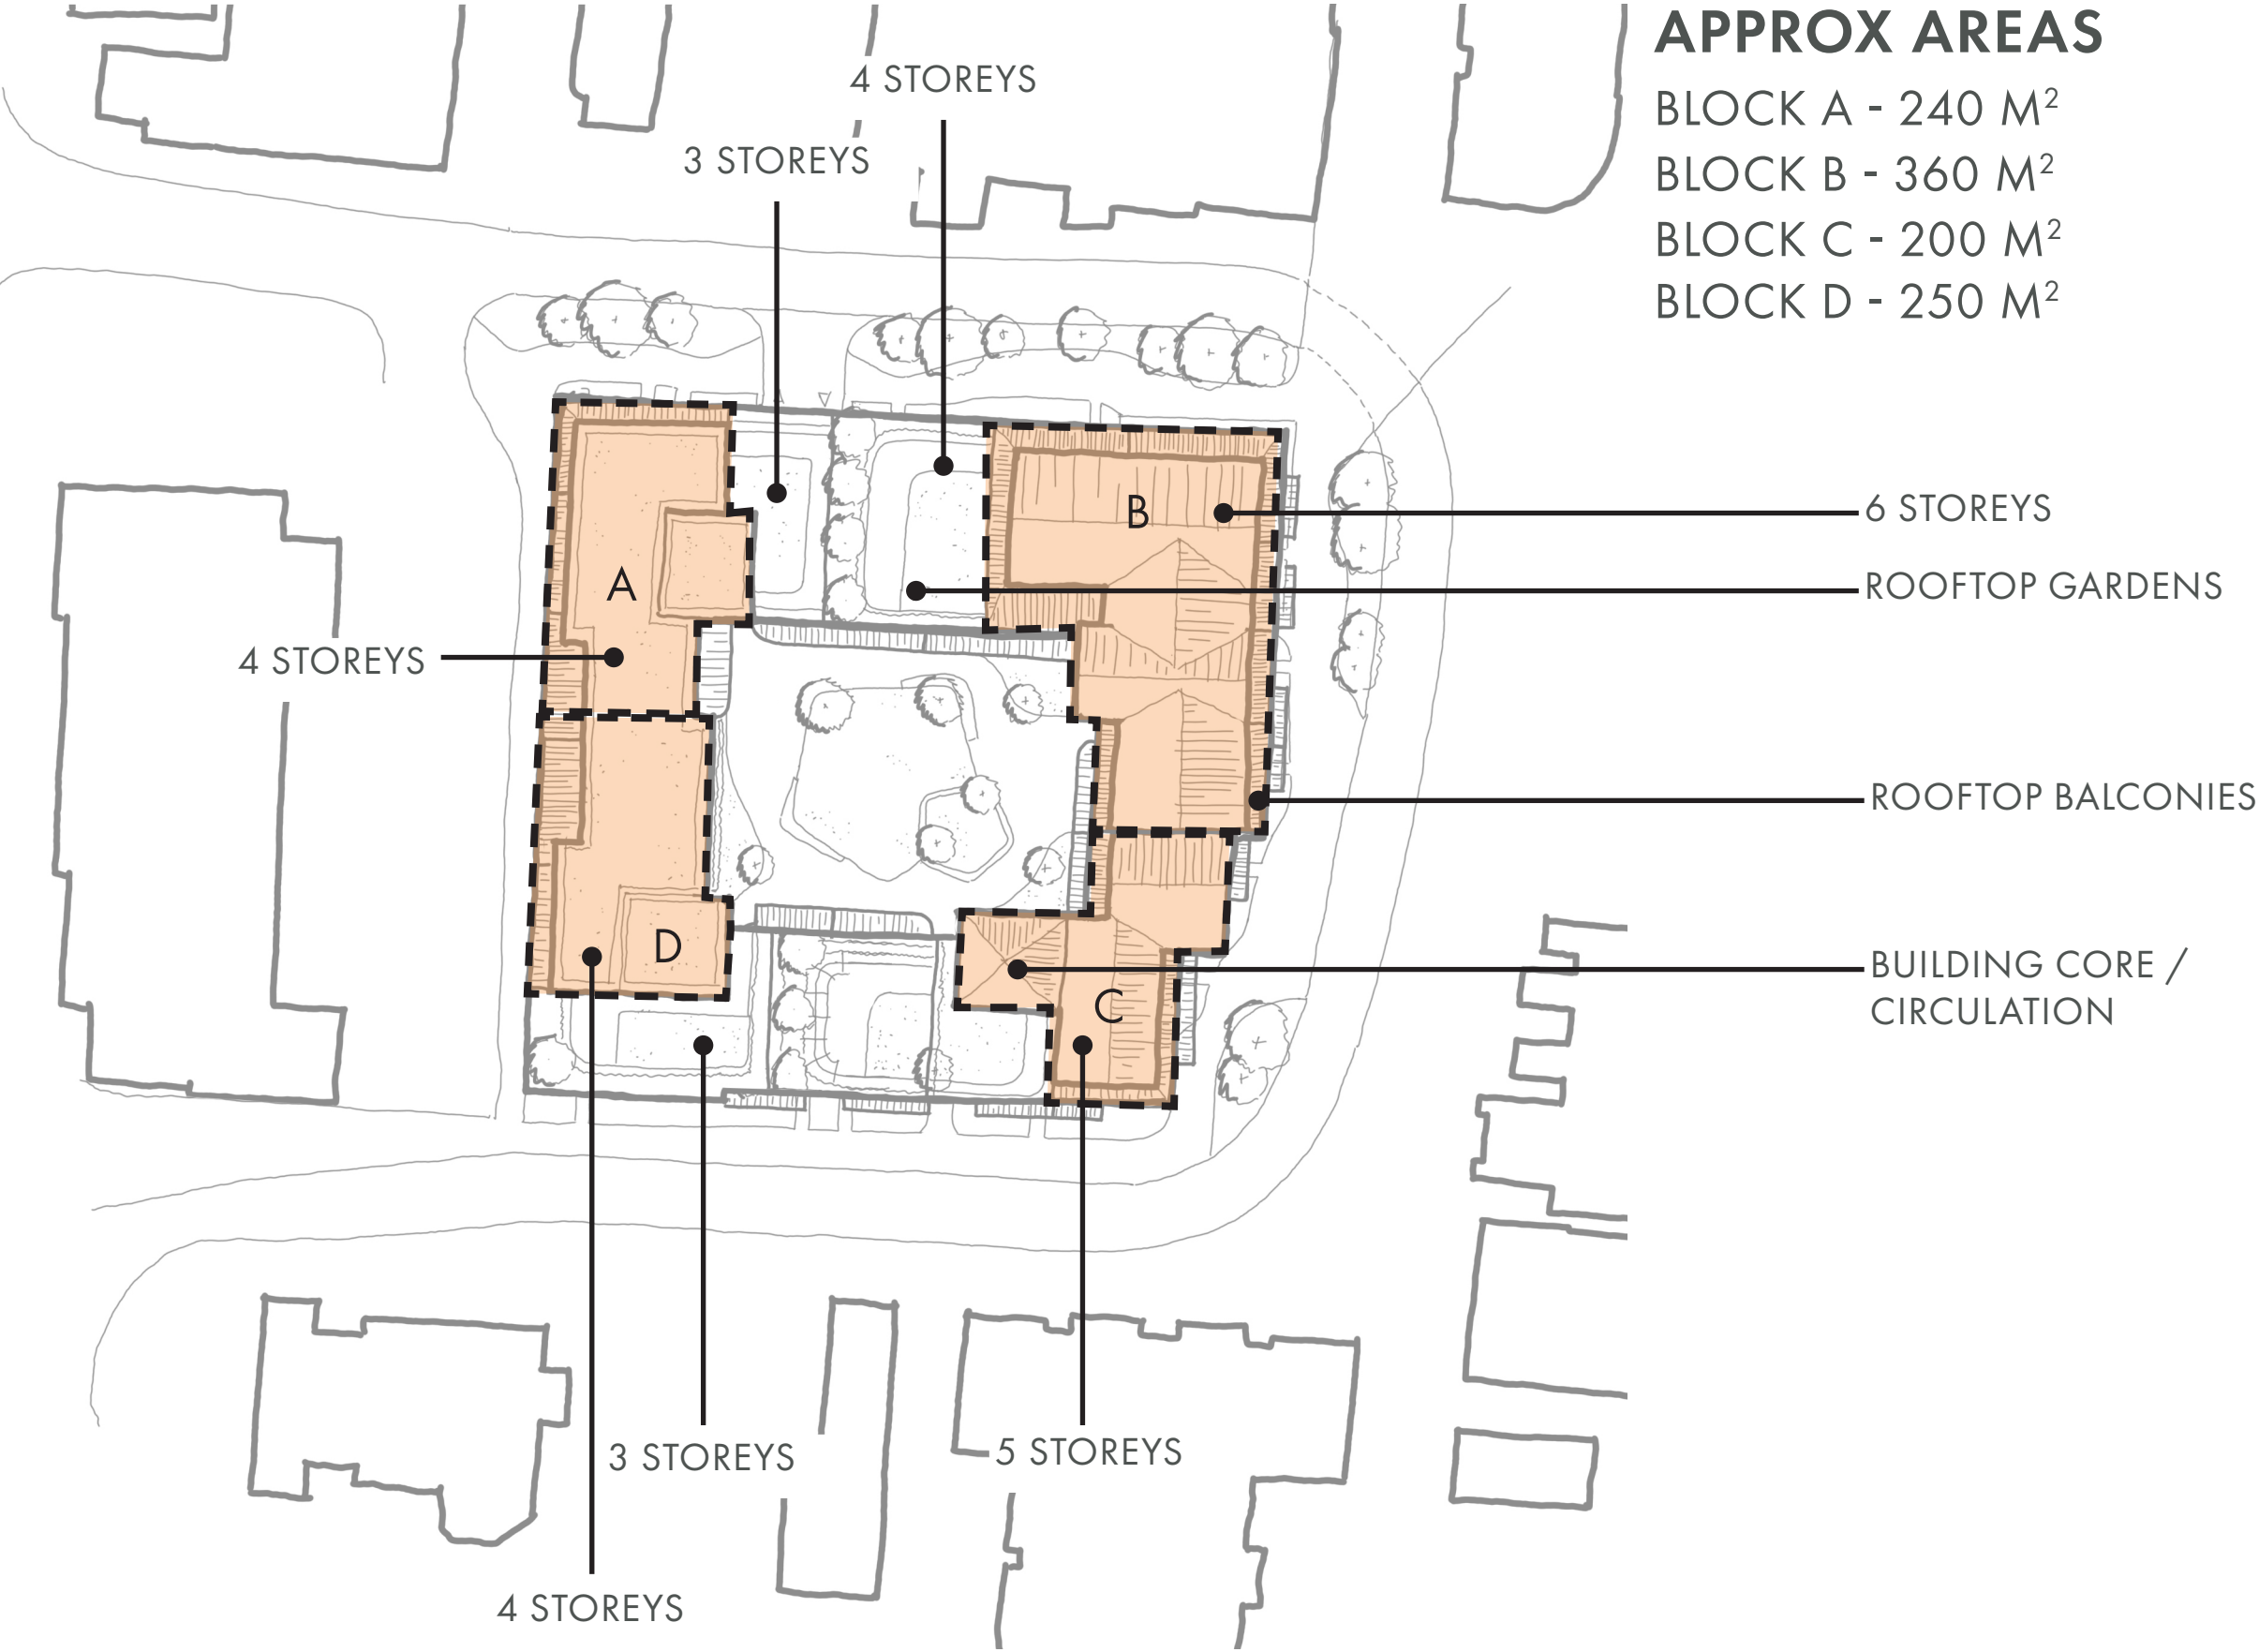 APPROX AREAS
BLOCK A - 240 M²
BLOCK B - 360 M²
BLOCK C - 200 M²
BLOCK D - 250 M²
4 STOREYS
3 STOREYS
B
6 STOREYS
A
ROOFTOP GARDENS
4 STOREYS
ROOFTOP BALCONIES
D
BUILDING CORE /
CIRCULATION
C
3 STOREYS
5 STOREYS
4 STOREYS